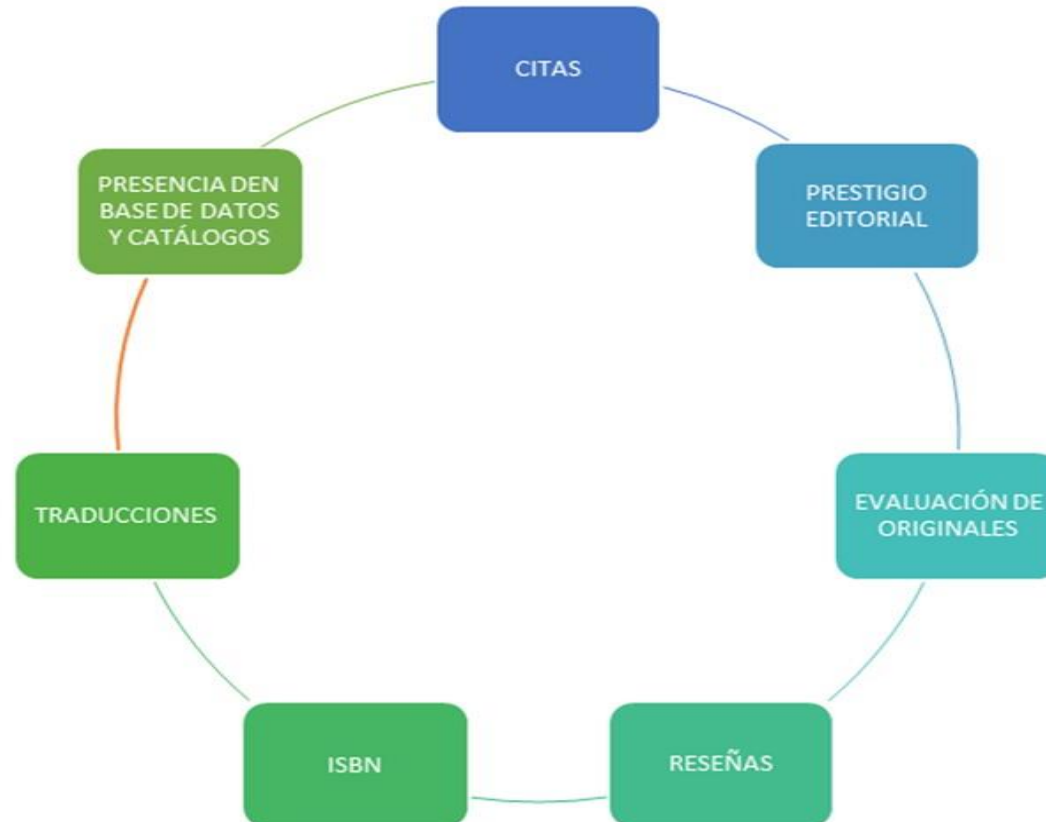 CITAS
PRESTIGIO
EDITORIAL
EVALUACIÓN DE
ORIGINALES
RESEÑAS
ISBN
TRADUCCIONES
PRESENCIA DEN
BASE DE DATOS
Y CATÁLOGOS